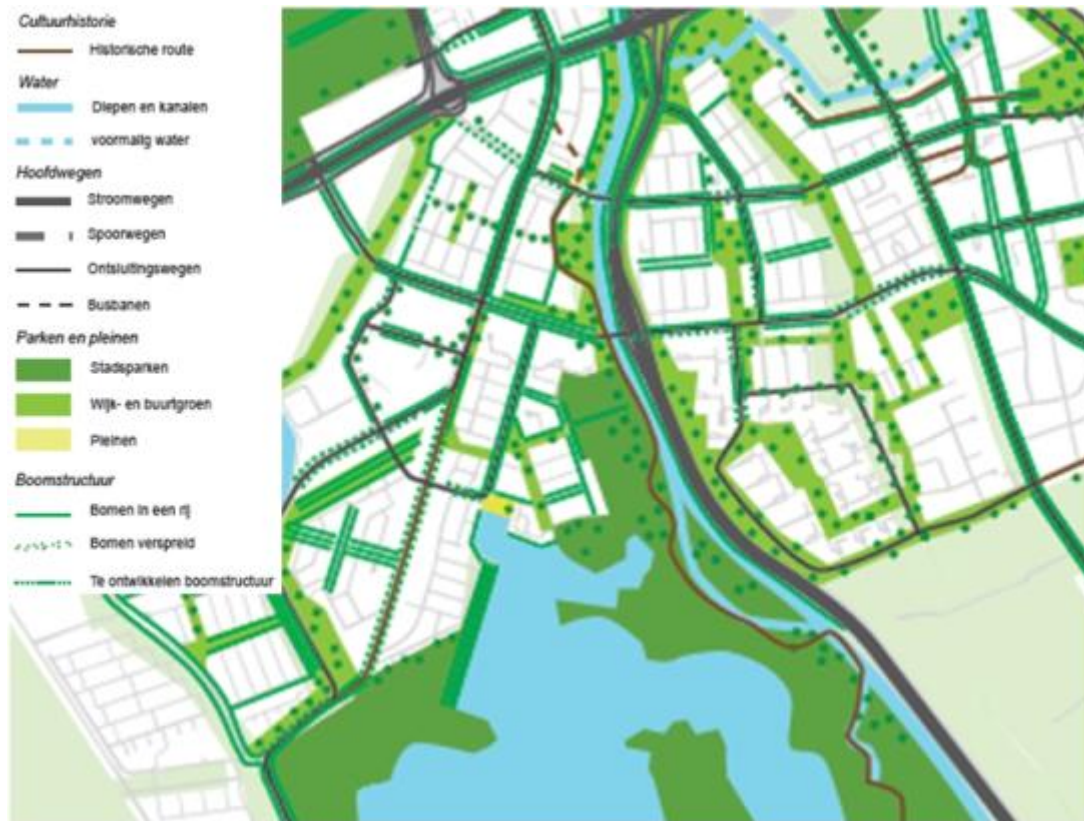 Cultuurhistorie
Historische route
Water
Diepen en kanalen
voormalig water
Hoofdwegen
Stroomwegen
Spoorwegen
Ontsluitingswegen
Busbanen
Parken en pleinen
Stadsparken
Wijk- en buurtgroen
Pleinen
Boomstructuur
Bomen in een rij
Bomen verspreid
Te ontwikkelen boomstructuur